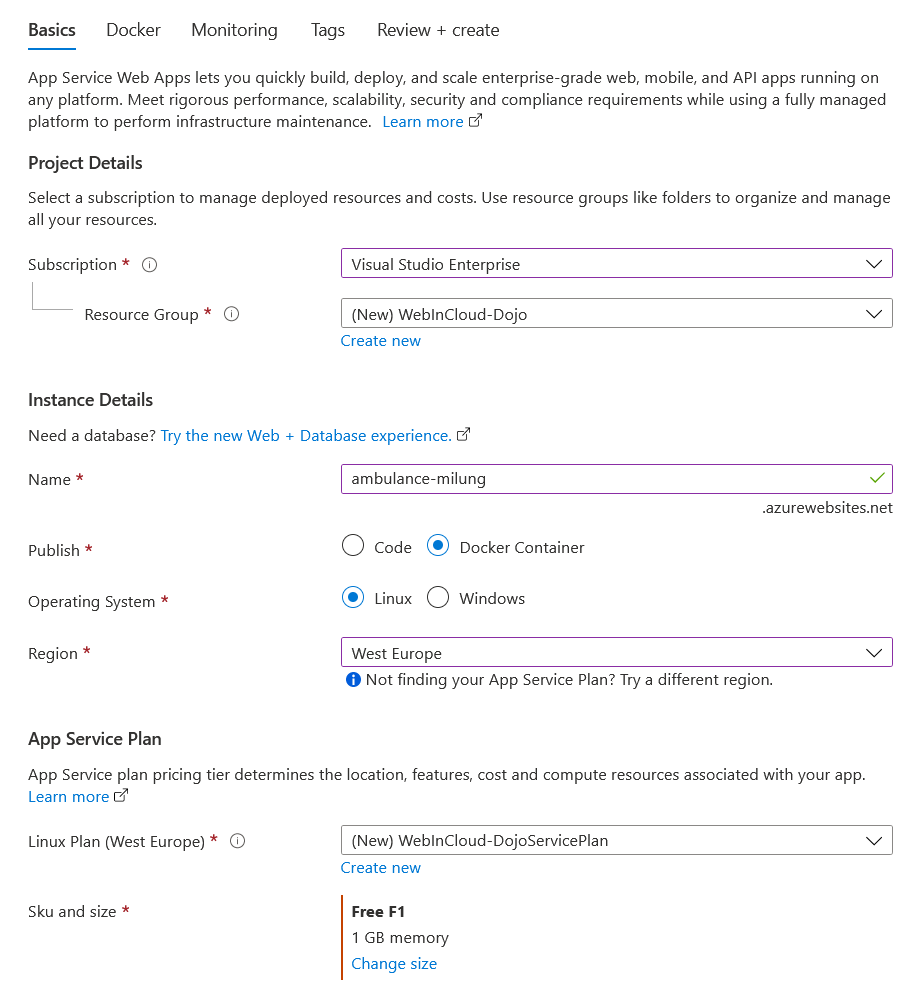 Basics Docker Monitoring Tags Review + create
App Service Web Apps lets you quickly build, deploy, and scale enterprise-grade web, mobile, and API apps running on
any platform. Meet rigorous performance, scalability, security and compliance requirements while using a fully managed
platform to perform infrastructure maintenance. Learn more
Project Details
Select a subscription to manage deployed resources and costs. Use resource groups like folders to organize and manage
all your resources.
Subscription * Visual Studio Enterprise
Resource Group * (New) WebInCloud-Dojo
Create new
Instance Details
Need a database? Try the new Web + Database experience.
Name * ambulance-milung
.azurewebsites.net
Publish * Code Docker Container
Operating System * Linux Windows
Region * West Europe
Not finding your App Service Plan? Try a different region.
App Service Plan
App Service plan pricing tier determines the location, features, cost and compute resources associated with your app.
Learn more
Linux Plan (West Europe) * (New) WebInCloud-DojoServicePlan
Create new
Sku and size * Free F1
1 GB memory
Change size